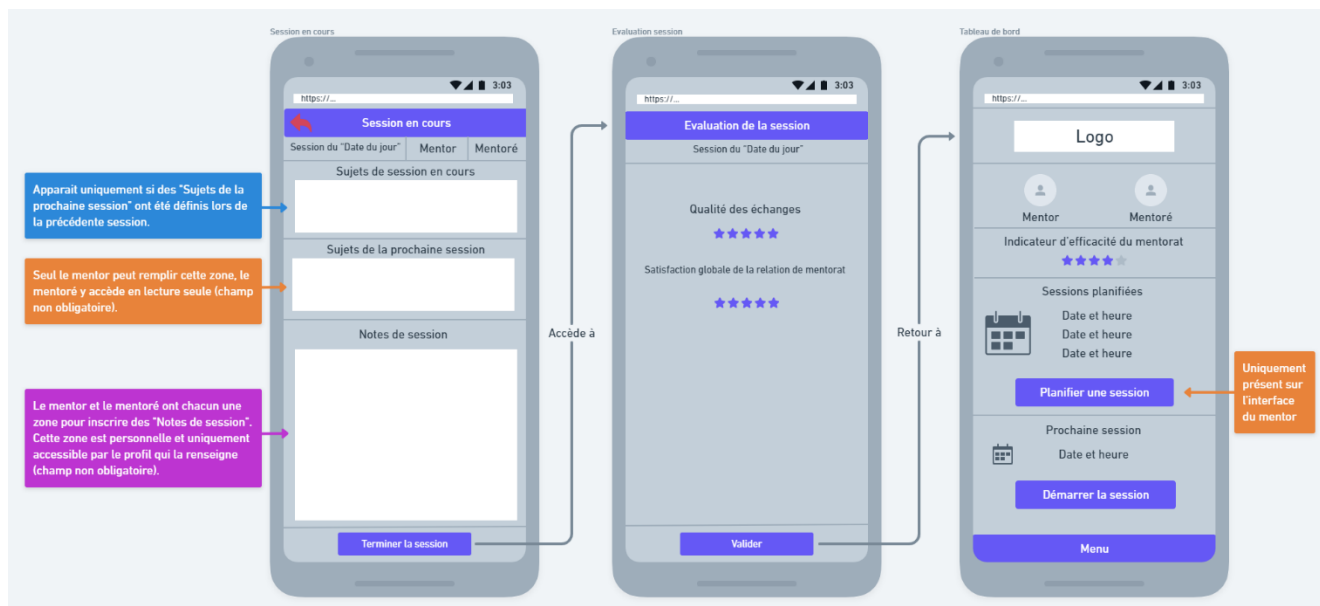 Session en cours
3:03
https://...
Session en cours
Session du "Date du jour"
Mentor
Mentoré
Sujets de session en cours
Sujets de la prochaine session
Notes de session
Terminer la session
Apparait uniquement si des "Sujets de la
prochaine session" ont été définis lors de
la précédente session.
Seul le mentor peut remplir cette zone, le
mentoré y accède en lecture seule (champ
non obligatoire).
Le mentor et le mentoré ont chacun une
zone pour inscrire des "Notes de session".
Cette zone est personnelle et uniquement
accessible par le profil qui la renseigne
(champ non obligatoire).
Accède à
Evaluation session
3:03
https://...
Evaluation de la session
Session du "Date du jour"
Qualité des échanges
Satisfaction globale de la relation de mentorat
Valider
Retour à
Tableau de bord
3:03
https://...
Logo
Mentor
Mentoré
Indicateur d'efficacité du mentorat
Sessions planifiées
Date et heure
Date et heure
Date et heure
Planifier une session
Prochaine session
Date et heure
Démarrer la session
Menu
Uniquement
présent sur
l'interface
du mentor